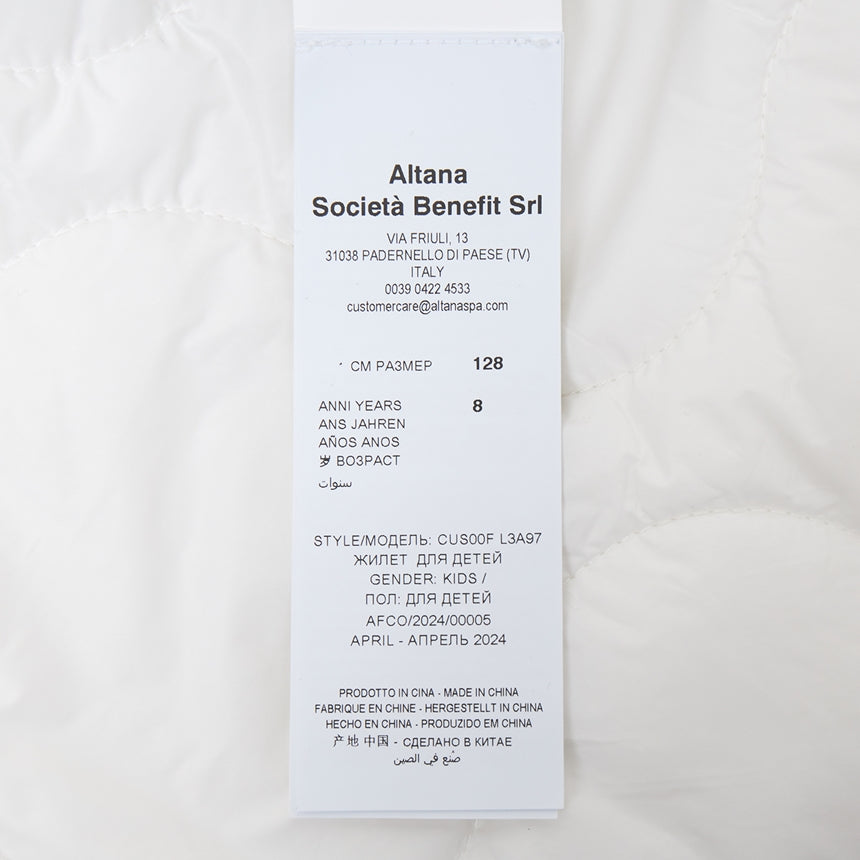 Altana
Società Benefit Srl
VIA FRIULI, 13
31038 PADERNELLO DI PAESE (TV)
ITALY
0039 0422 4533
customercare@altanaspa.com
CM РАЗМЕР 128
ANNI YEARS 8
ANS JAHREN
AÑOS ANOS
岁 ВОЗРАСТ
سنوات
STYLE/МОДЕЛЬ: CUS00F L3A97
ЖИЛЕТ ДЛЯ ДЕТЕЙ
GENDER: KIDS /
ПОЛ: ДЛЯ ДЕТЕЙ
AFCO/2024/00005
APRIL - АПРЕЛЬ 2024
PRODOTTO IN CINA - MADE IN CHINA
FABRIQUE EN CHINE - HERGESTELLT IN CHINA
HECHO EN CHINA - PRODUZIDO EM CHINA
产地 中国 - СДЕЛАНО В КИТАЕ
صُنع في الصين